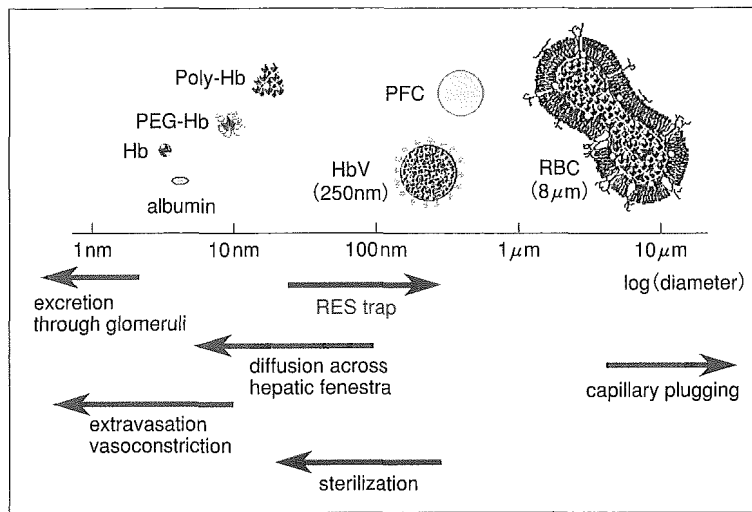 Poly-Hb
PFC
PEG-Hb
Hb
HbV
(250nm)
RBC
(8μm)
albumin
1nm
10nm
100nm
1μm
10μm
log(diameter)
excretion
through glomeruli
RES trap
diffusion across
hepatic fenestra
capillary plugging
extravasation
vasoconstriction
sterilization